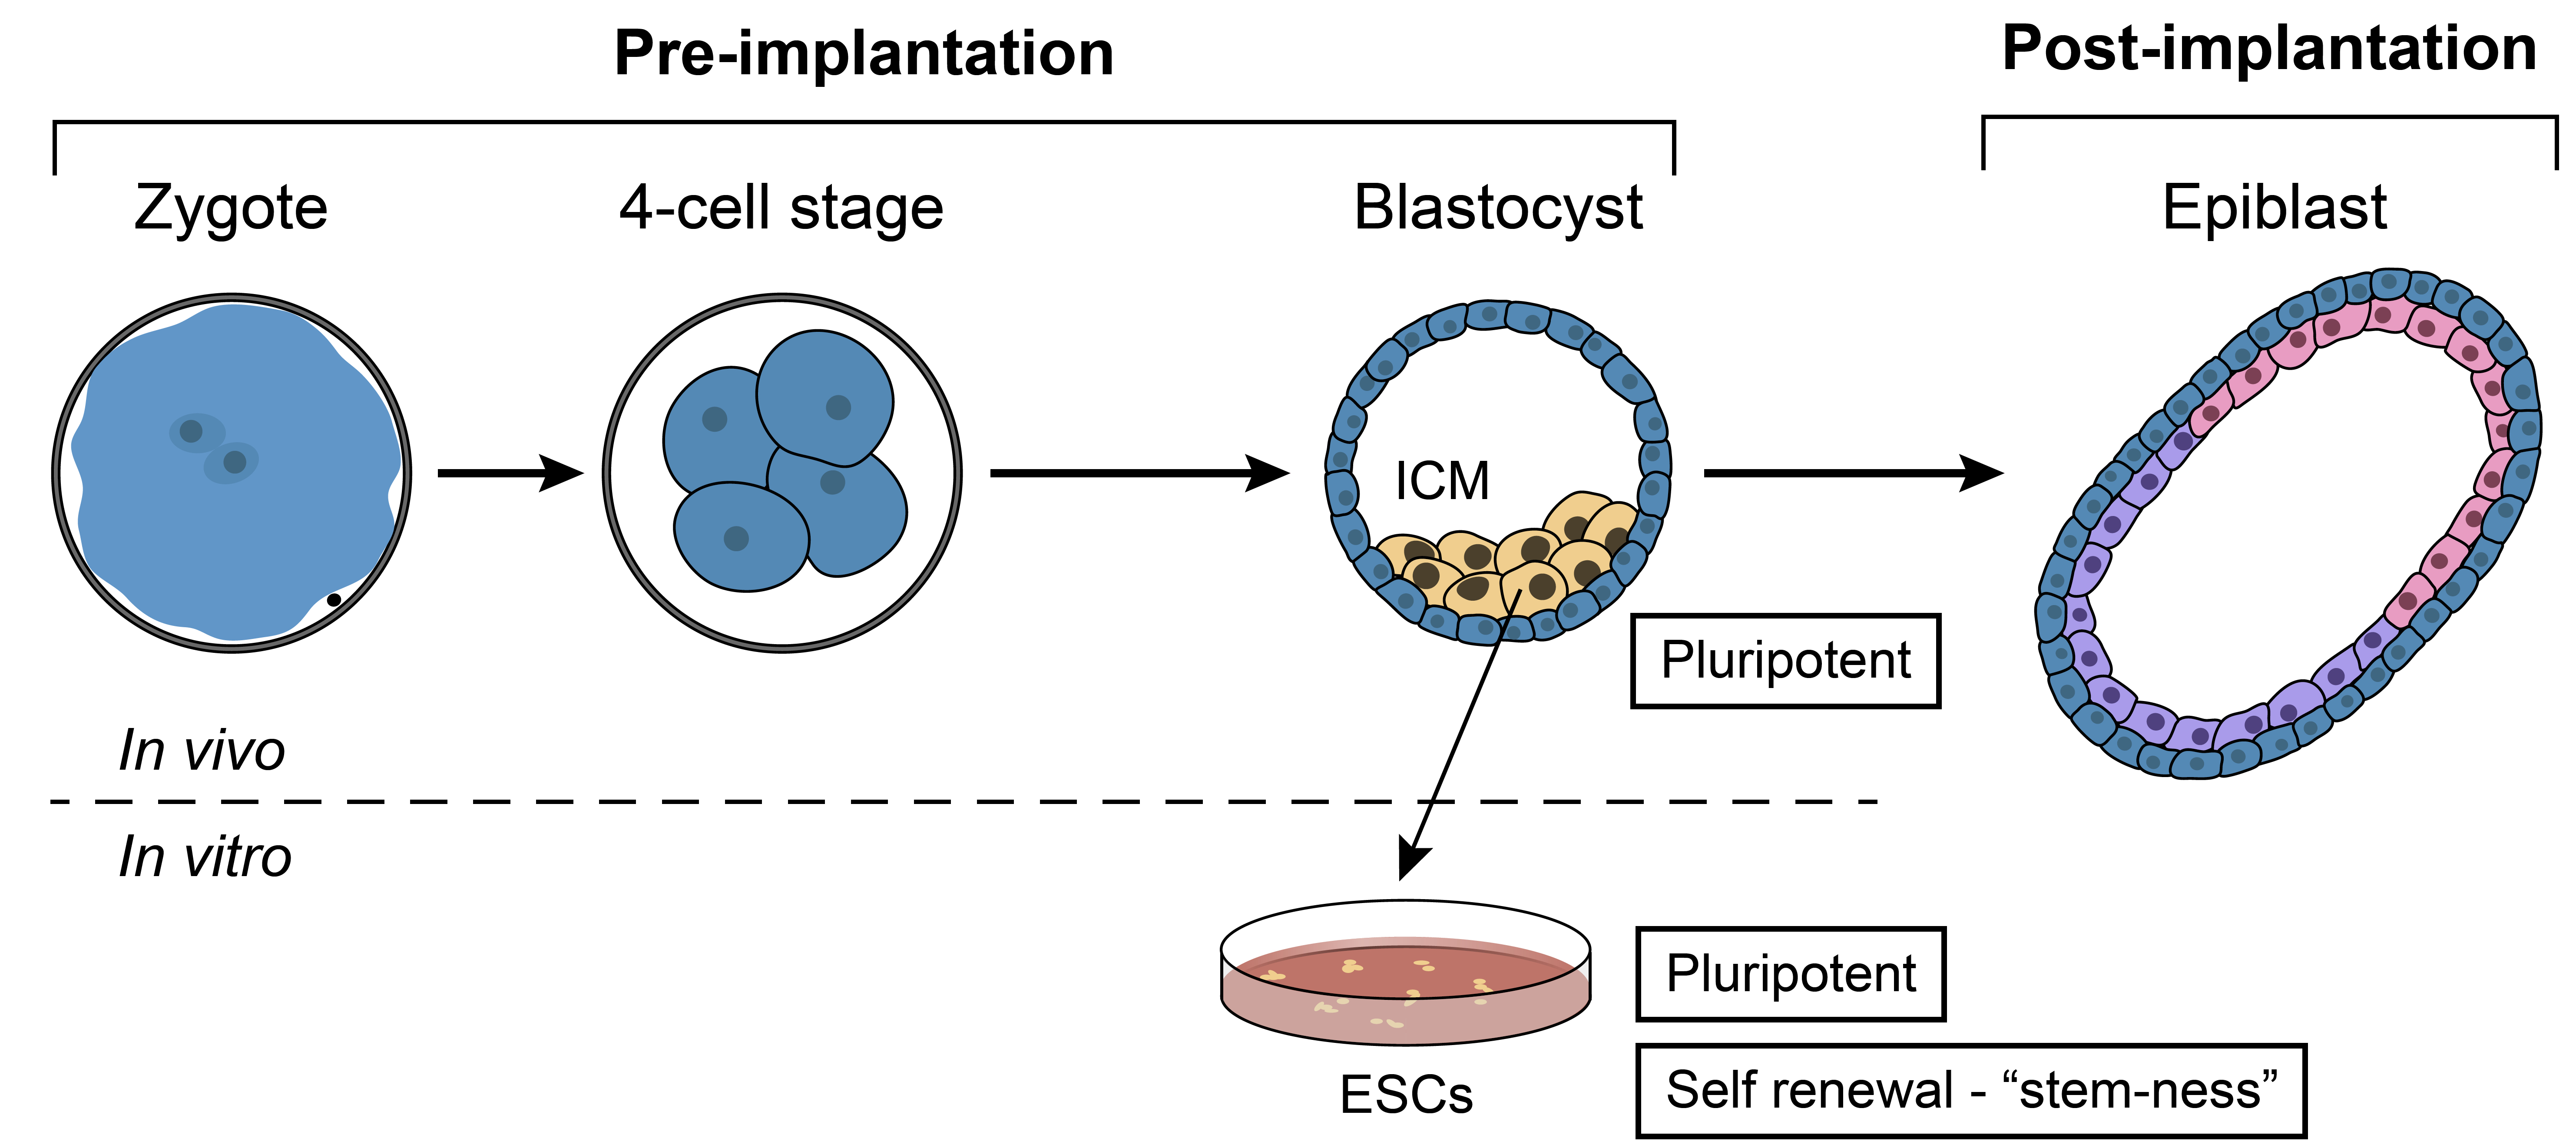 Pre-implantation
Post-implantation
Zygote
4-cell stage
Blastocyst
Epiblast
ICM
Pluripotent
In vivo
In vitro
Pluripotent
ESCs
Self renewal - “stem-ness”